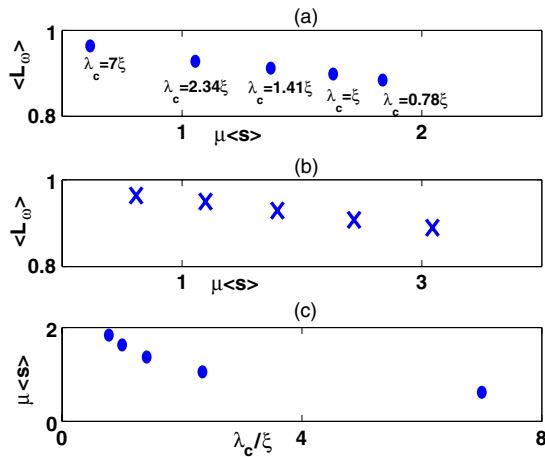 (a)
1
<L_ω>
0.8
λ_c=7ξ
λ_c=2.34ξ
λ_c=1.41ξ
λ_c=ξ
λ_c=0.78ξ
1
2
μ<s>
(b)
1
<L_ω>
0.8
1
3
μ<s>
(c)
2
μ<s>
0
0
4
8
λ_c/ξ